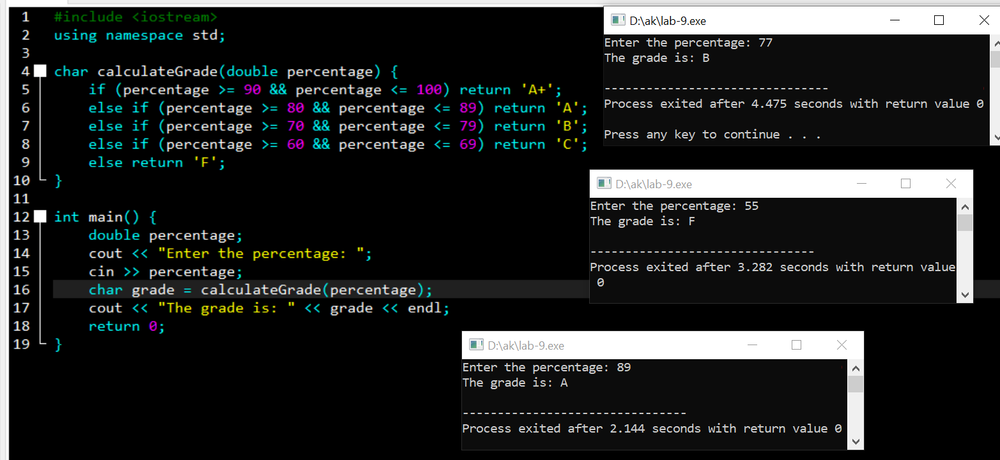 1 #include <iostream>
2 using namespace std;
3
4 char calculateGrade(double percentage) {
5 if (percentage >= 90 && percentage <= 100) return 'A+';
6 else if (percentage >= 80 && percentage <= 89) return 'A';
7 else if (percentage >= 70 && percentage <= 79) return 'B';
8 else if (percentage >= 60 && percentage <= 69) return 'C';
9 else return 'F';
10 }
11
12 int main() {
13 double percentage;
14 cout << "Enter the percentage: ";
15 cin >> percentage;
16 char grade = calculateGrade(percentage);
17 cout << "The grade is: " << grade << endl;
18 return 0;
19 }
D:\ak\lab-9.exe
Enter the percentage: 77
The grade is: B
--------------------------------
Process exited after 4.475 seconds with return value 0
Press any key to continue . . .
D:\ak\lab-9.exe
Enter the percentage: 55
The grade is: F
--------------------------------
Process exited after 3.282 seconds with return value
0
D:\ak\lab-9.exe
Enter the percentage: 89
The grade is: A
--------------------------------
Process exited after 2.144 seconds with return value 0